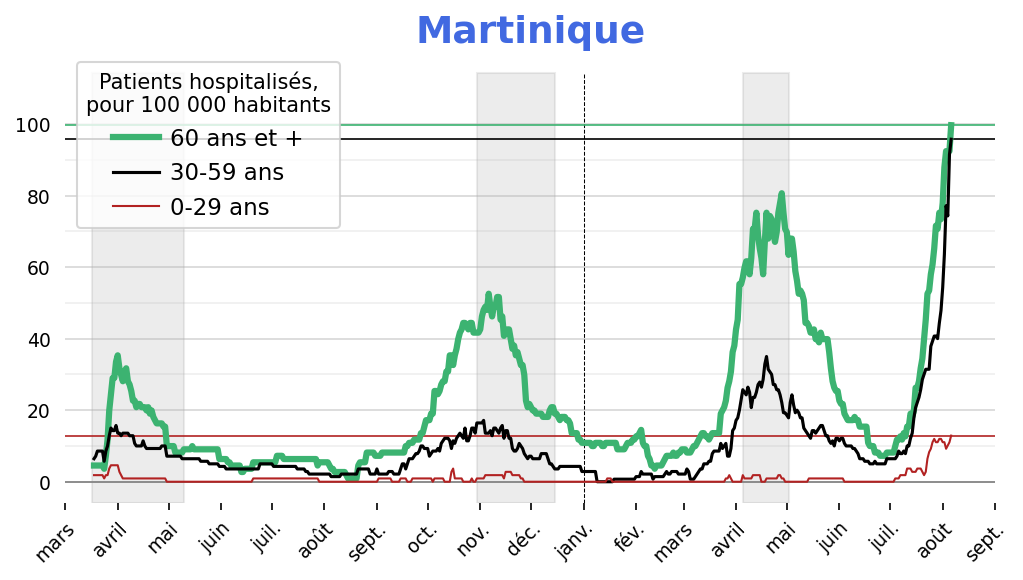 Martinique
Patients hospitalisés,
pour 100 000 habitants
60 ans et +
30-59 ans
0-29 ans
100
80
60
40
20
0
mars avril mai juin juil. août sept. oct. nov. déc. janv. fév. mars avril mai juin juil. août sept.